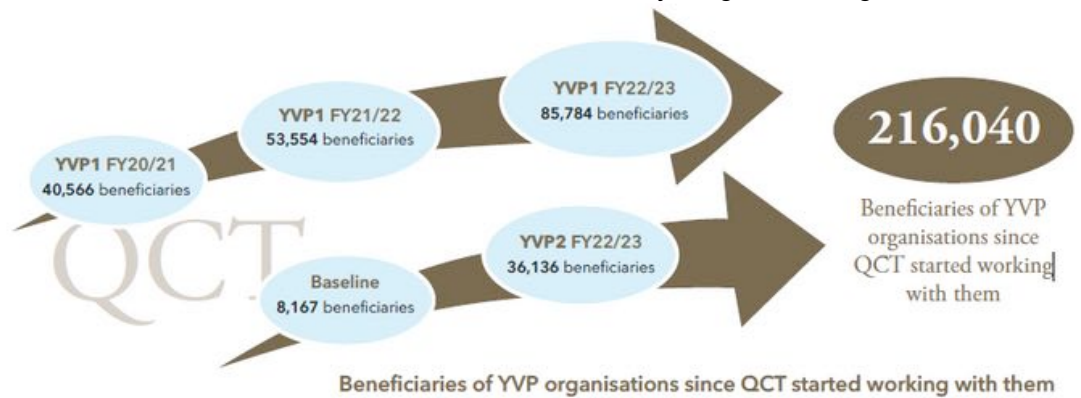 YVP1 FY20/21
40,566 beneficiaries
YVP1 FY21/22
53,554 beneficiaries
YVP1 FY22/23
85,784 beneficiaries
QCT
Baseline
8,167 beneficiaries
YVP2 FY22/23
36,136 beneficiaries
216,040
Beneficiaries of YVP
organisations since
QCT started working
with them
Beneficiaries of YVP organisations since QCT started working with them